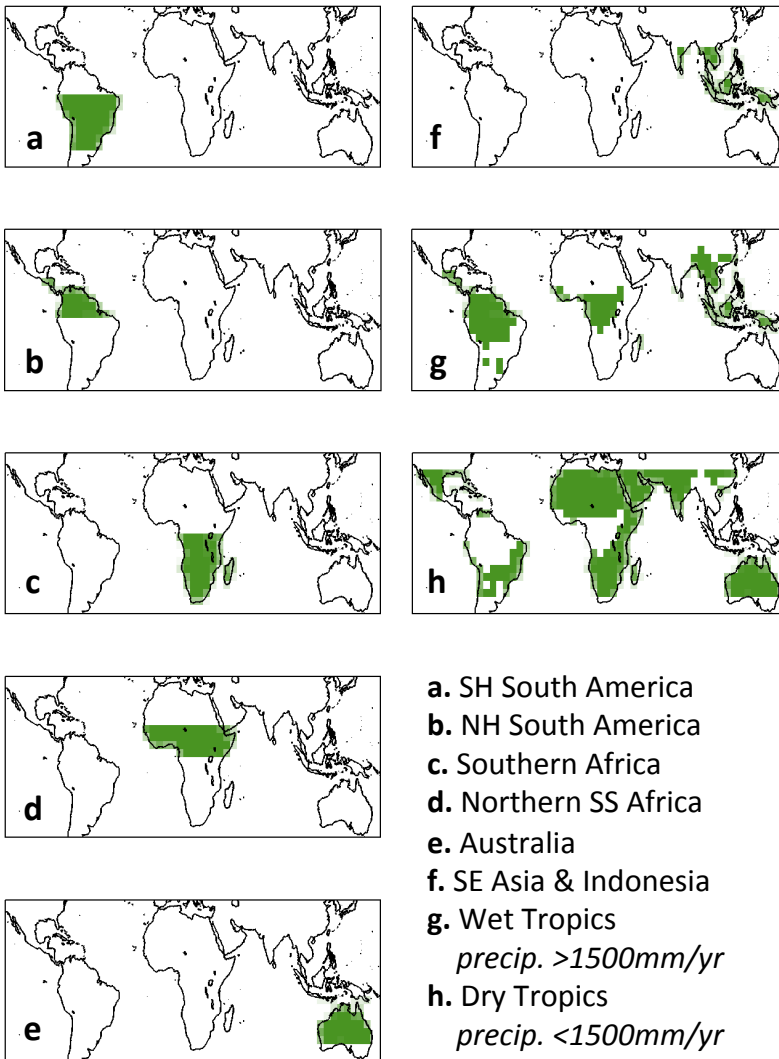 a
f
b
g
c
h
d
e
a. SH South America
b. NH South America
c. Southern Africa
d. Northern SS Africa
e. Australia
f. SE Asia & Indonesia
g. Wet Tropics
precip. >1500mm/yr
h. Dry Tropics
precip. <1500mm/yr